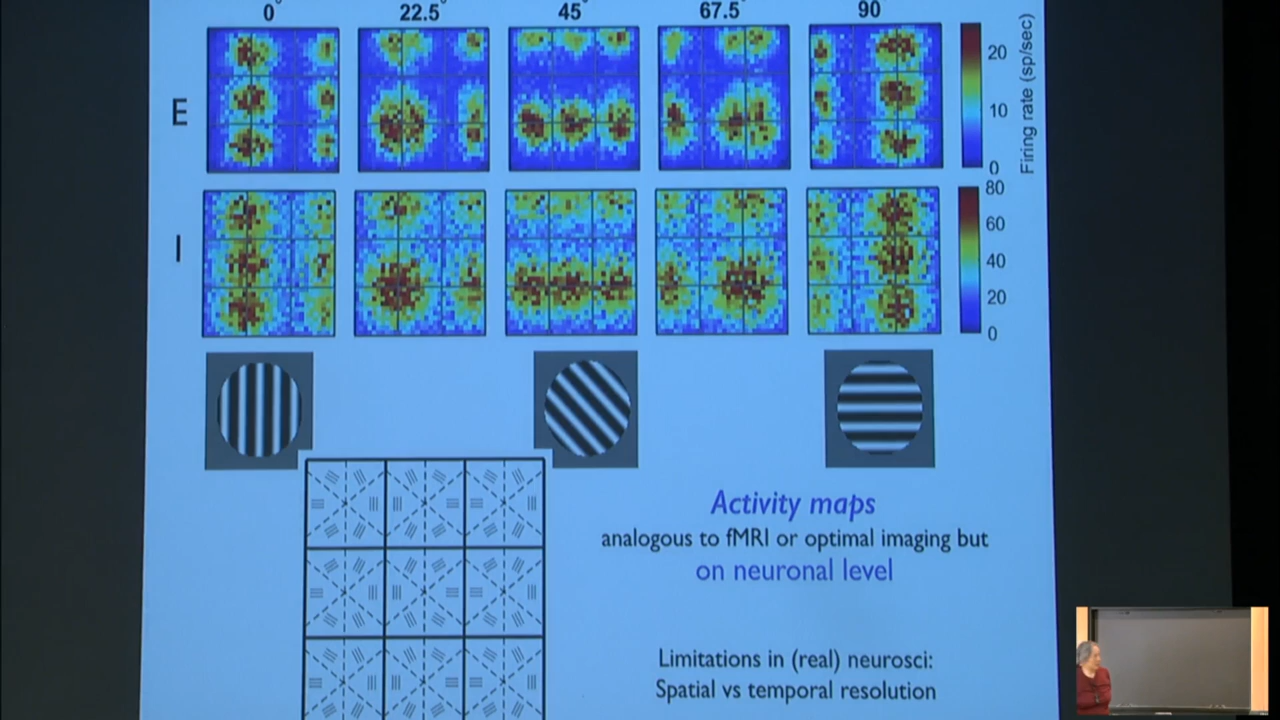 0° 22.5° 45° 67.5° 90
E
20
10
0
Firing rate (sp/sec)
I
80
60
40
20
0
Activity maps
analogous to fMRI or optimal imaging but
on neuronal level
Limitations in (real) neurosci:
Spatial vs temporal resolution